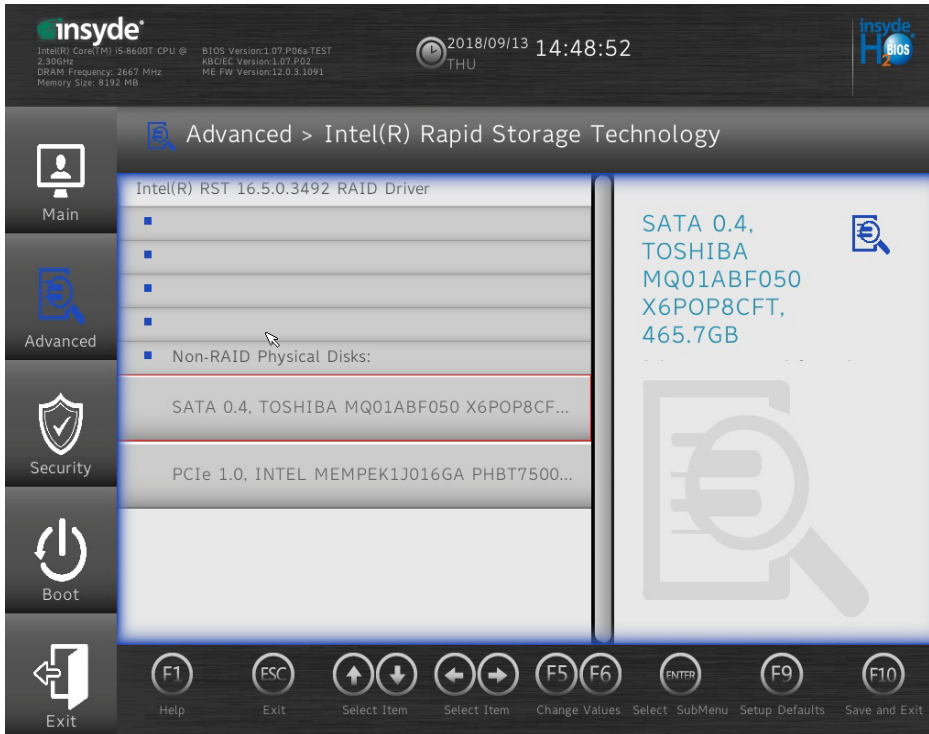 insyde®
Intel(R) Core(TM) i5-8600T CPU @
2.30GHz
DRAM Frequency: 2667 MHz
Memory Size: 8192 MB
BIOS Version:1.07.P06a-TEST
KBC/EC Version:1.07.P02
ME FW Version:12.0.3.1091
2018/09/13 14:48:52
THU
insyde
H2O
BIOS
Advanced > Intel(R) Rapid Storage Technology
Main
Advanced
Security
Boot
Exit
Intel(R) RST 16.5.0.3492 RAID Driver
Non-RAID Physical Disks:
SATA 0.4, TOSHIBA MQ01ABF050 X6POP8CF...
PCIe 1.0, INTEL MEMPEK1J016GA PHBT7500...
SATA 0.4,
TOSHIBA
MQ01ABF050
X6POP8CFT,
465.7GB
F1
Help
ESC
Exit
Select Item
Select Item
F5 F6
Change Values
ENTER
Select SubMenu
F9
Setup Defaults
F10
Save and Exit